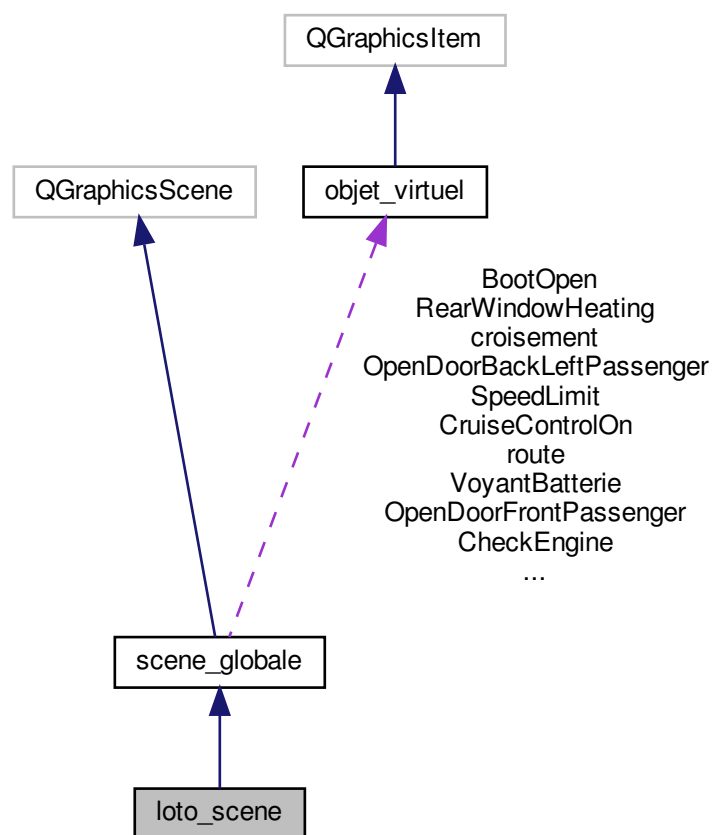 QGraphicsItem
QGraphicsScene
objet_virtuel
BootOpen
RearWindowHeating
croisement
OpenDoorBackLeftPassenger
SpeedLimit
CruiseControlOn
route
VoyantBatterie
OpenDoorFrontPassenger
CheckEngine
...
scene_globale
loto_scene